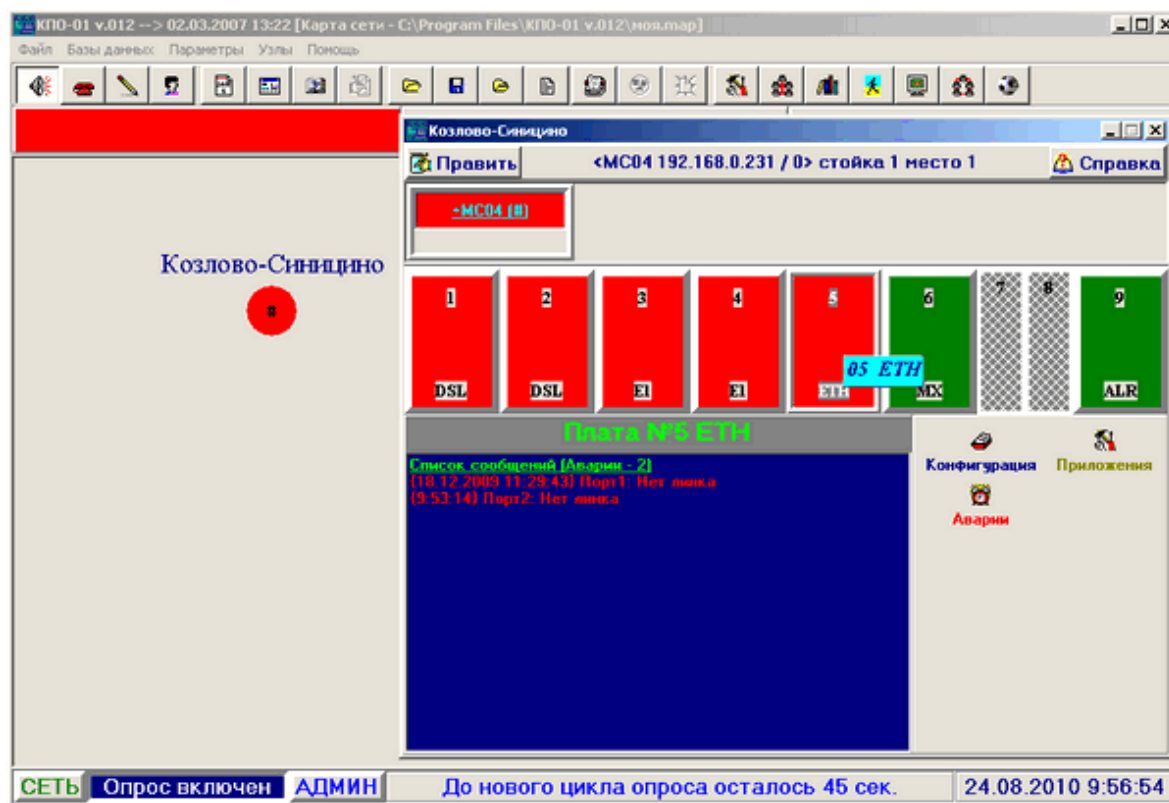 КПО-01 v.012 --> 02.03.2007 13:22 [Карта сети - C:\Program Files\КПО-01 v.012\моя.map]
Файл Базы данных Параметры Узлы Помощь
Козлово-Синицино
Править <МС04 192.168.0.231 / 0> стойка 1 место 1 Справка
-МС04 (#)
Козлово-Синицино
#
1 2 3 4 5 6 7 8 9
05 ETH
DSL DSL E1 E1 ETH MX ALR
Плата №5 ETH
Список сообщений (Аварии - 2)
(18.12.2009 11:29:43) Порт1: Нет линка
(9:53:14) Порт2: Нет линка
Конфигурация Приложения
Аварии
СЕТЬ Опрос включен АДМИН До нового цикла опроса осталось 45 сек. 24.08.2010 9:56:54